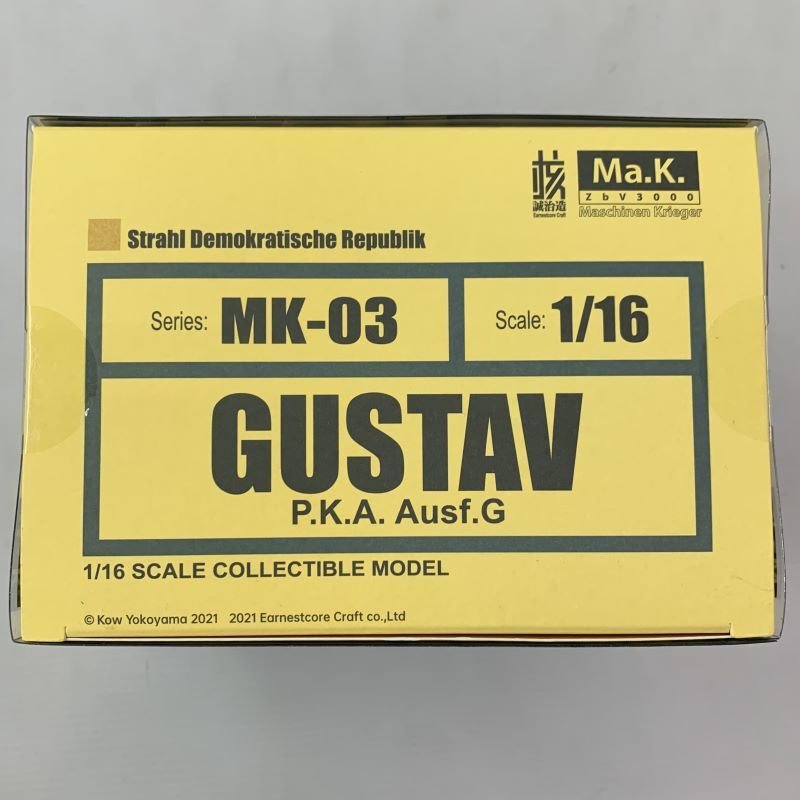 Ma.K.
ZbV3000
Maschinen Krieger
誠治造
Earnestcore Craft
Strahl Demokratische Republik
Series: MK-03
Scale: 1/16
GUSTAV
P.K.A. Ausf.G
1/16 SCALE COLLECTIBLE MODEL
© Kow Yokoyama 2021 2021 Earnestcore Craft co.,Ltd